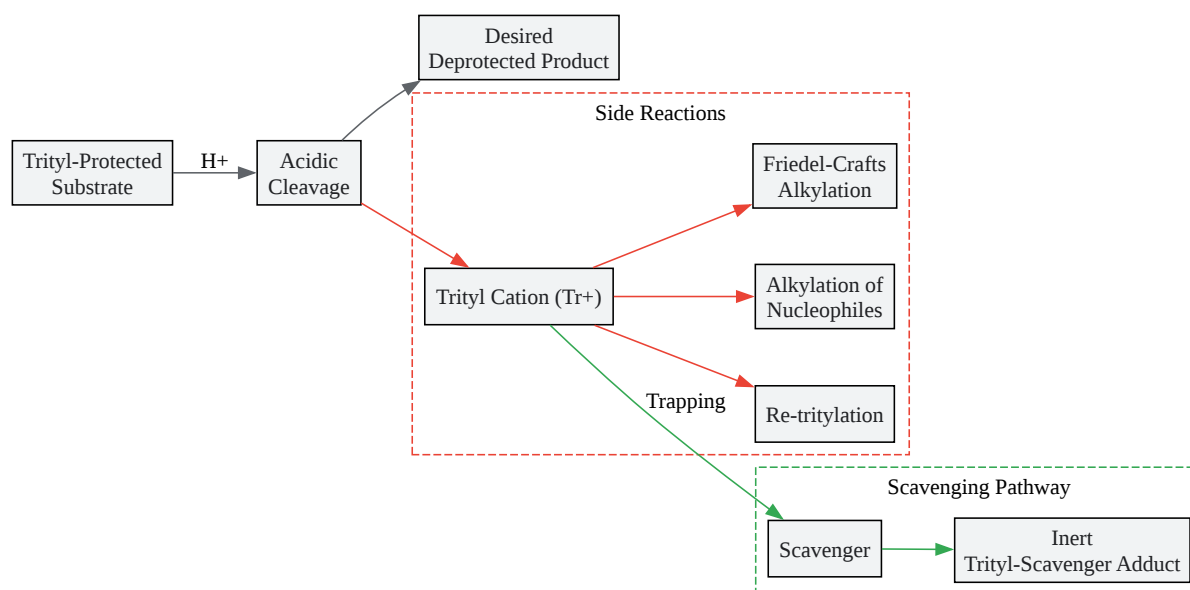 Desired
Deprotected Product
Side Reactions
Trityl-Protected
Substrate
H+
Acidic
Cleavage
Friedel-Crafts
Alkylation
Trityl Cation (Tr+)
Alkylation of
Nucleophiles
Trapping
Re-tritylation
Scavenging Pathway
Scavenger
Inert
Trityl-Scavenger Adduct